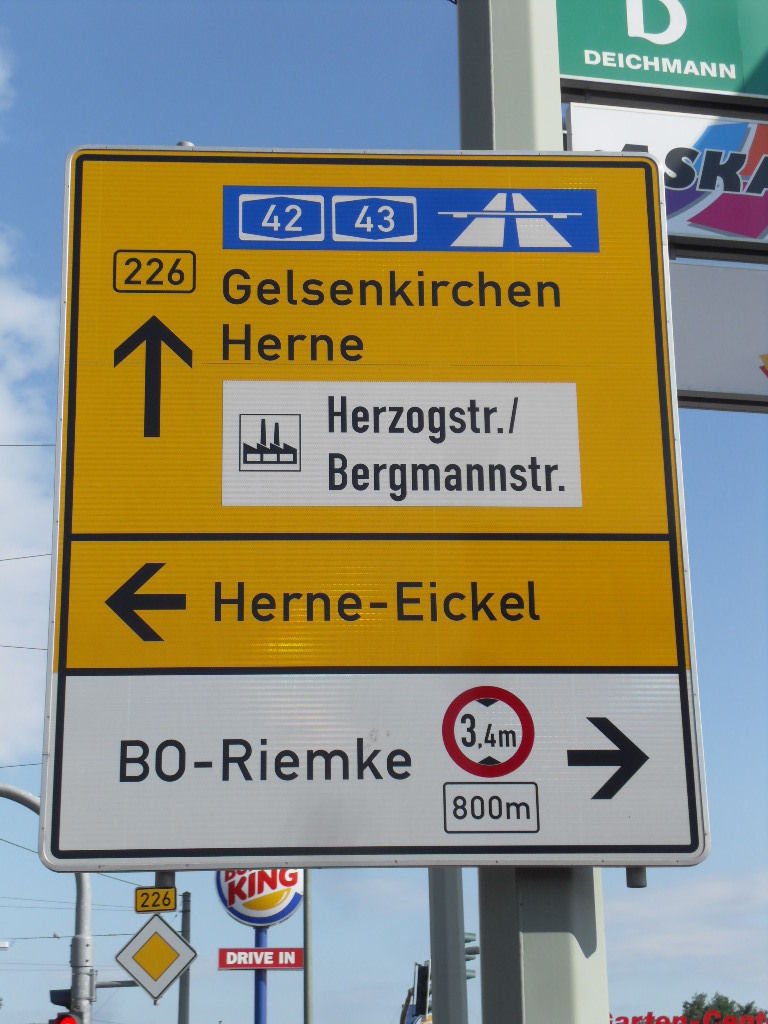 D
DEICHMANN
42 43
226
Gelsenkirchen
Herne
Herzogstr./
Bergmannstr.
Herne-Eickel
BO-Riemke
3,4m
800m
226
KING
DRIVE IN